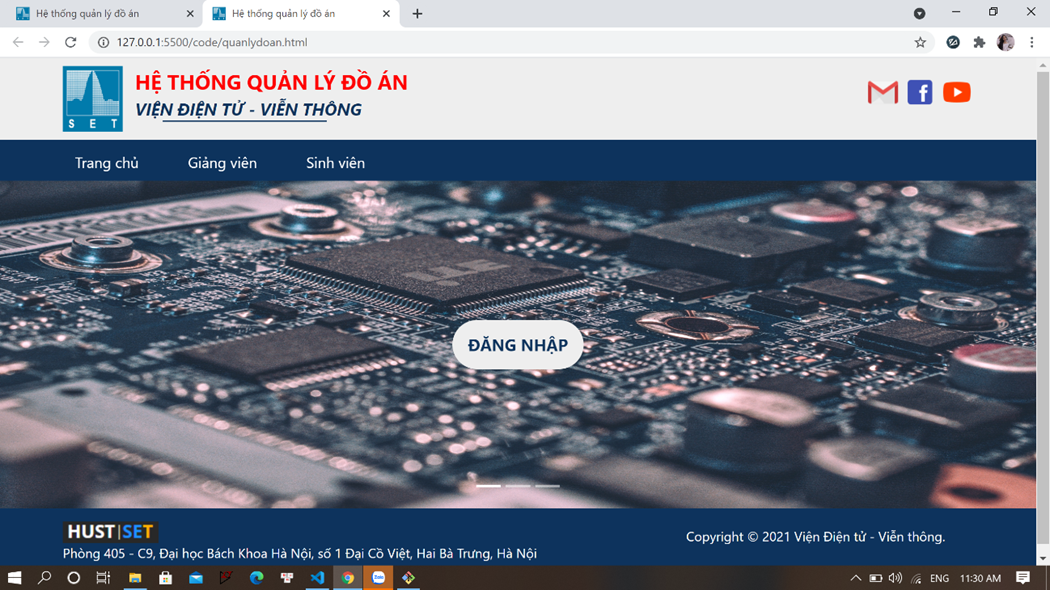 Hệ thống quản lý đồ án
Hệ thống quản lý đồ án
127.0.0.1:5500/code/quanlydoan.html
SET
HỆ THỐNG QUẢN LÝ ĐỒ ÁN
VIỆN ĐIỆN TỬ - VIỄN THÔNG
Trang chủ Giảng viên Sinh viên
ĐĂNG NHẬP
HUST|SET
Phòng 405 - C9, Đại học Bách Khoa Hà Nội, số 1 Đại Cồ Việt, Hai Bà Trưng, Hà Nội
Copyright © 2021 Viện Điện tử - Viễn thông.
Zalo
ENG 11:30 AM